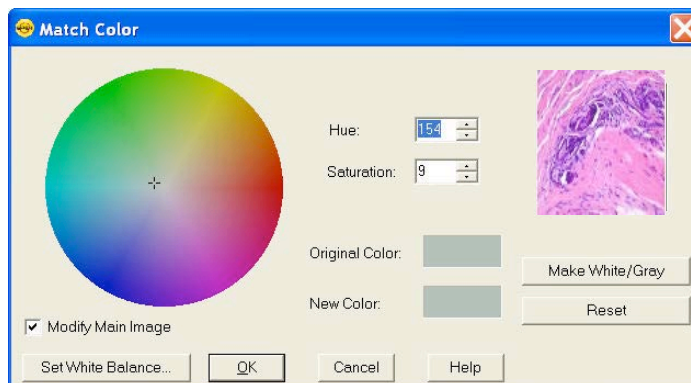 Match Color
Hue: 154
Saturation: 9
Original Color:
New Color:
Make White/Gray
Reset
Modify Main Image
Set White Balance... OK Cancel Help